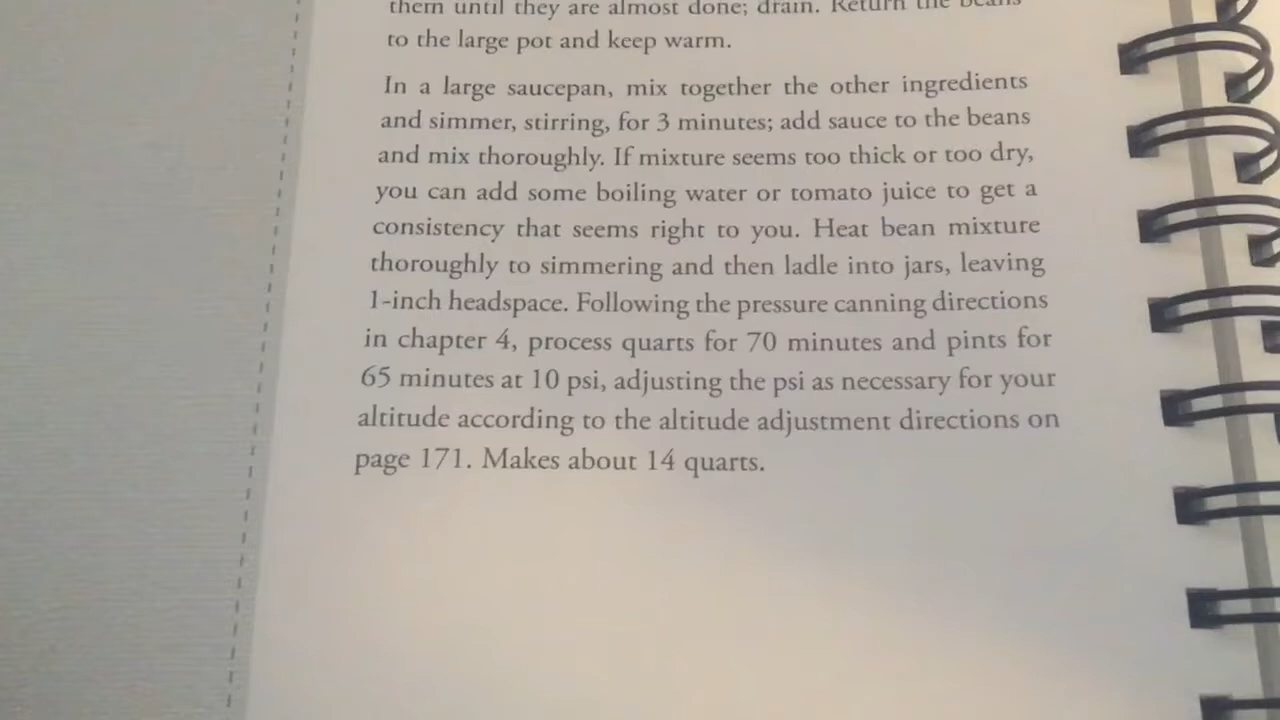 them until they are almost done; drain. Return the beans
to the large pot and keep warm.
In a large saucepan, mix together the other ingredients
and simmer, stirring, for 3 minutes; add sauce to the beans
and mix thoroughly. If mixture seems too thick or too dry,
you can add some boiling water or tomato juice to get a
consistency that seems right to you. Heat bean mixture
thoroughly to simmering and then ladle into jars, leaving
1-inch headspace. Following the pressure canning directions
in chapter 4, process quarts for 70 minutes and pints for
65 minutes at 10 psi, adjusting the psi as necessary for your
altitude according to the altitude adjustment directions on
page 171. Makes about 14 quarts.